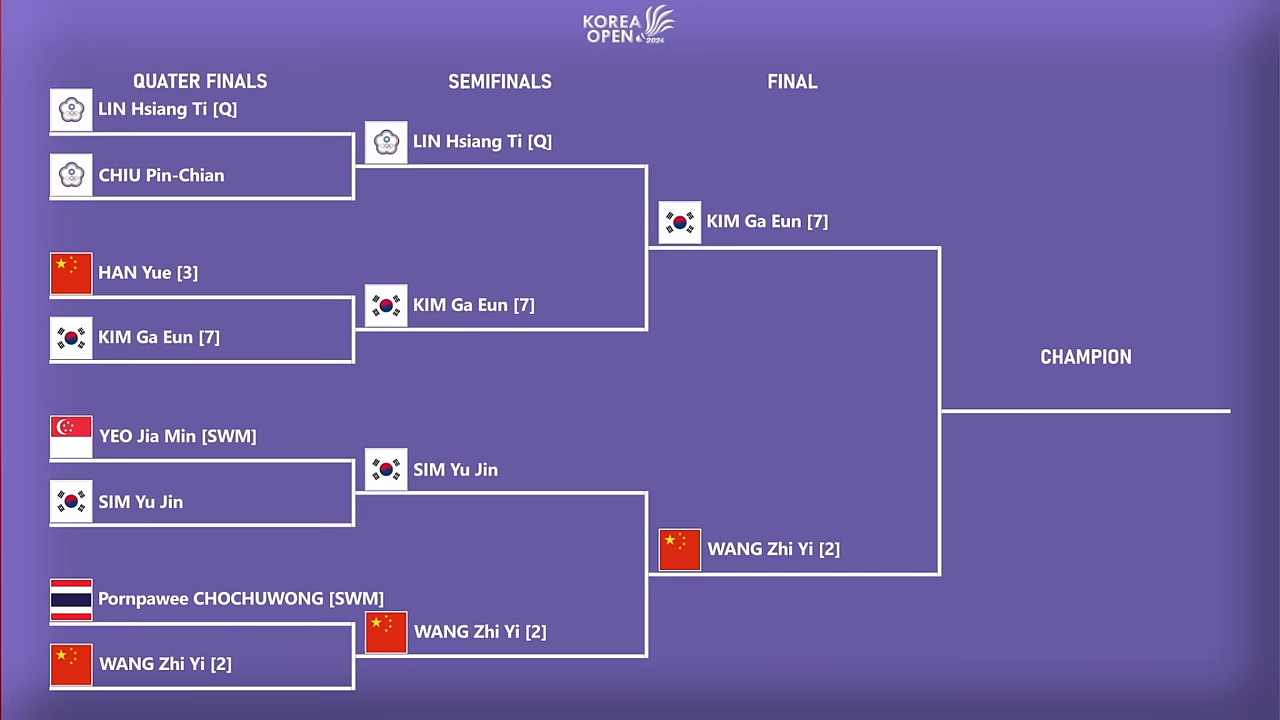 KOREA
OPEN 2024
QUATER FINALS
SEMIFINALS
FINAL
LIN Hsiang Ti [Q]
CHIU Pin-Chian
HAN Yue [3]
KIM Ga Eun [7]
YEO Jia Min [SWM]
SIM Yu Jin
Pornpawee CHOCHUWONG [SWM]
WANG Zhi Yi [2]
LIN Hsiang Ti [Q]
KIM Ga Eun [7]
SIM Yu Jin
WANG Zhi Yi [2]
KIM Ga Eun [7]
WANG Zhi Yi [2]
CHAMPION